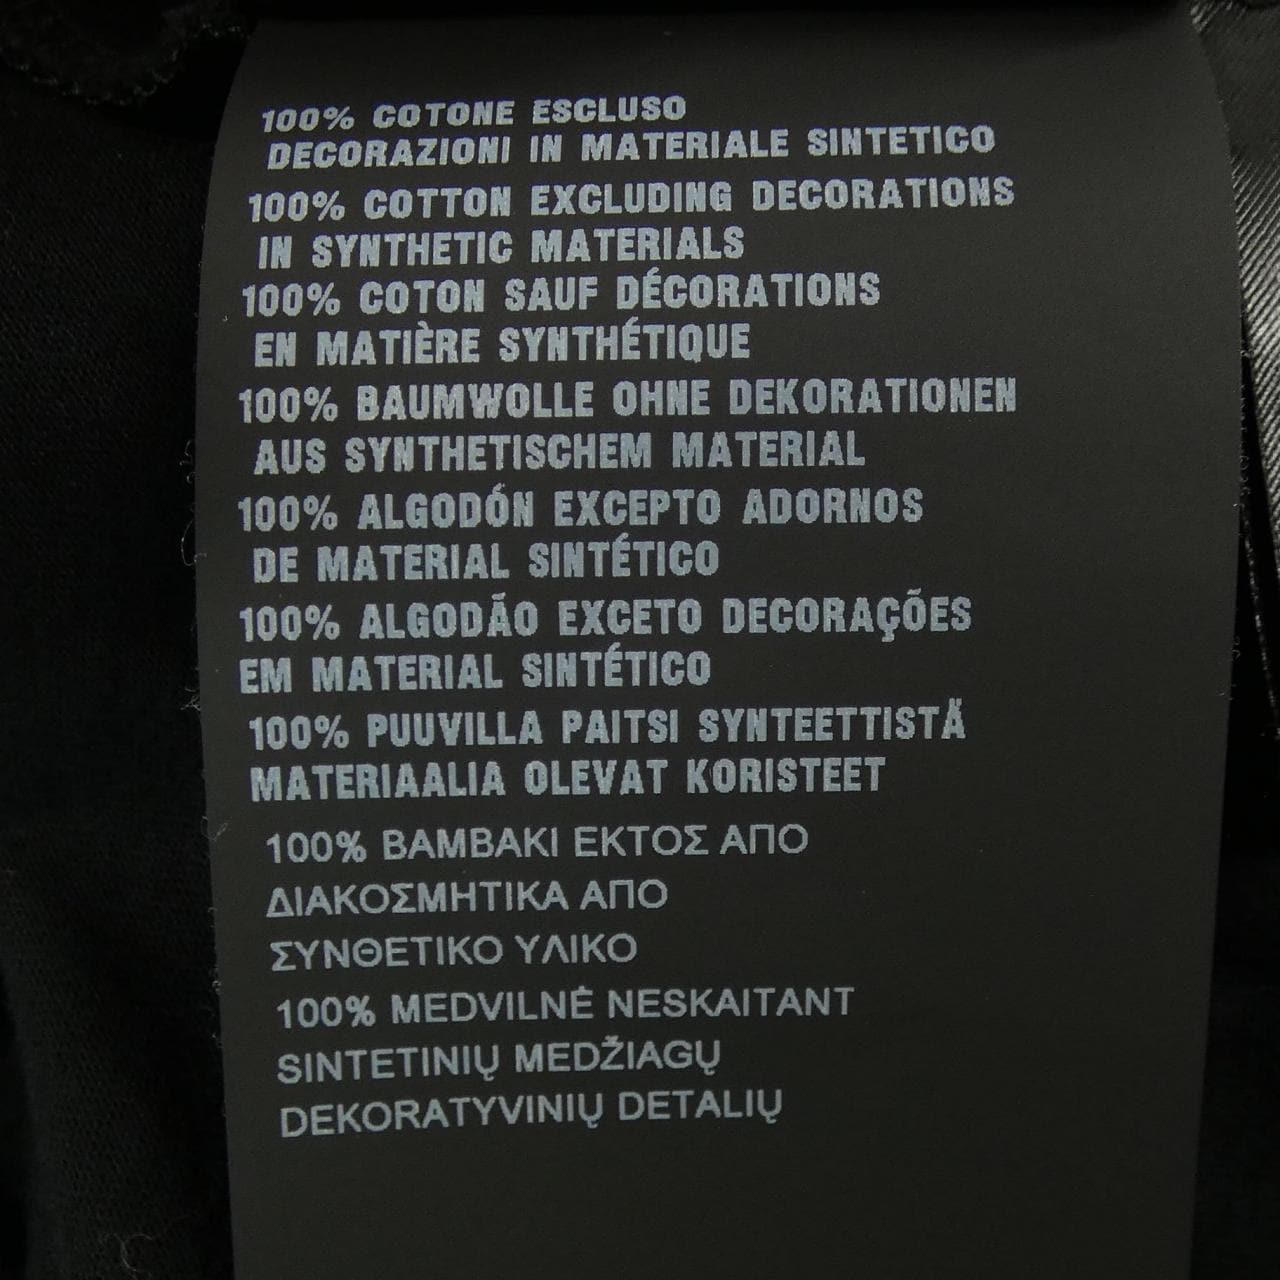 100% COTONE ESCLUSO
DECORAZIONI IN MATERIALE SINTETICO
100% COTTON EXCLUDING DECORATIONS
IN SYNTHETIC MATERIALS
100% COTON SAUF DÉCORATIONS
EN MATIÈRE SYNTHÉTIQUE
100% BAUMWOLLE OHNE DEKORATIONEN
AUS SYNTHETISCHEM MATERIAL
100% ALGODÓN EXCEPTO ADORNOS
DE MATERIAL SINTÉTICO
100% ALGODÃO EXCETO DECORAÇÕES
EM MATERIAL SINTÉTICO
100% PUUVILLA PAITSI SYNTEETTISTÄ
MATERIAALIA OLEVAT KORISTEET
100% ΒΑΜΒΑΚΙ ΕΚΤΟΣ ΑΠΟ
ΔΙΑΚΟΣΜΗΤΙΚΑ ΑΠΟ
ΣΥΝΘΕΤΙΚΟ ΥΛΙΚΟ
100% MEDVILNĖ NESKAITANT
SINTETINIŲ MEDŽIAGŲ
DEKORATYVINIŲ DETALIŲ